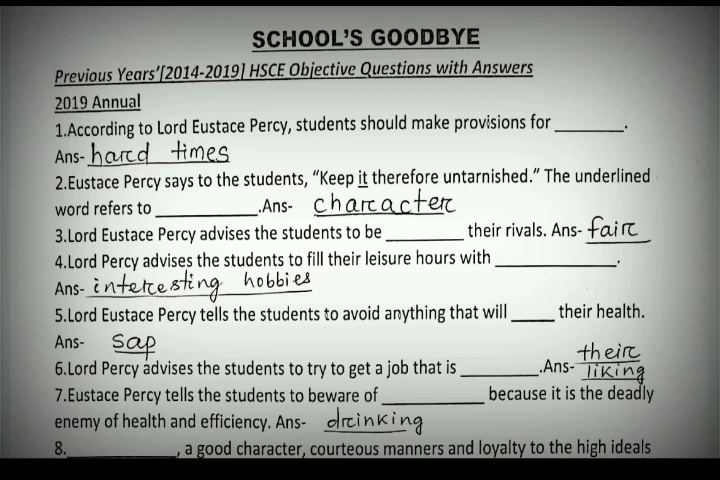 SCHOOL'S GOODBYE
Previous Years'[2014-2019] HSCE Objective Questions with Answers
2019 Annual
1.According to Lord Eustace Percy, students should make provisions for ________.
Ans- hard times
2.Eustace Percy says to the students, “Keep it therefore untarnished.” The underlined
word refers to ___________.Ans- character
3.Lord Eustace Percy advises the students to be ________ their rivals. Ans- fair
4.Lord Percy advises the students to fill their leisure hours with _____________.
Ans- interesting hobbies
5.Lord Eustace Percy tells the students to avoid anything that will _____ their health.
Ans- sap
6.Lord Percy advises the students to try to get a job that is ________.Ans- their liking
7.Eustace Percy tells the students to beware of ___________ because it is the deadly
enemy of health and efficiency. Ans- drinking
8.____________, a good character, courteous manners and loyalty to the high ideals